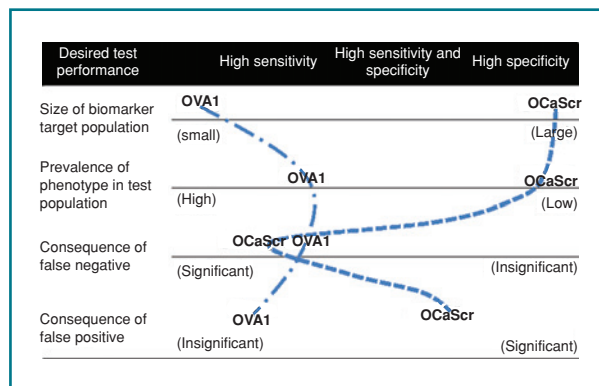 Desired test performance High sensitivity High sensitivity and specificity High specificity
Size of biomarker target population OVA1 OCaScr
(small) (Large)
Prevalence of phenotype in test population OVA1 OCaScr
(High) (Low)
Consequence of false negative OCaScr OVA1
(Significant) (Insignificant)
Consequence of false positive OVA1 OCaScr
(Insignificant) (Significant)